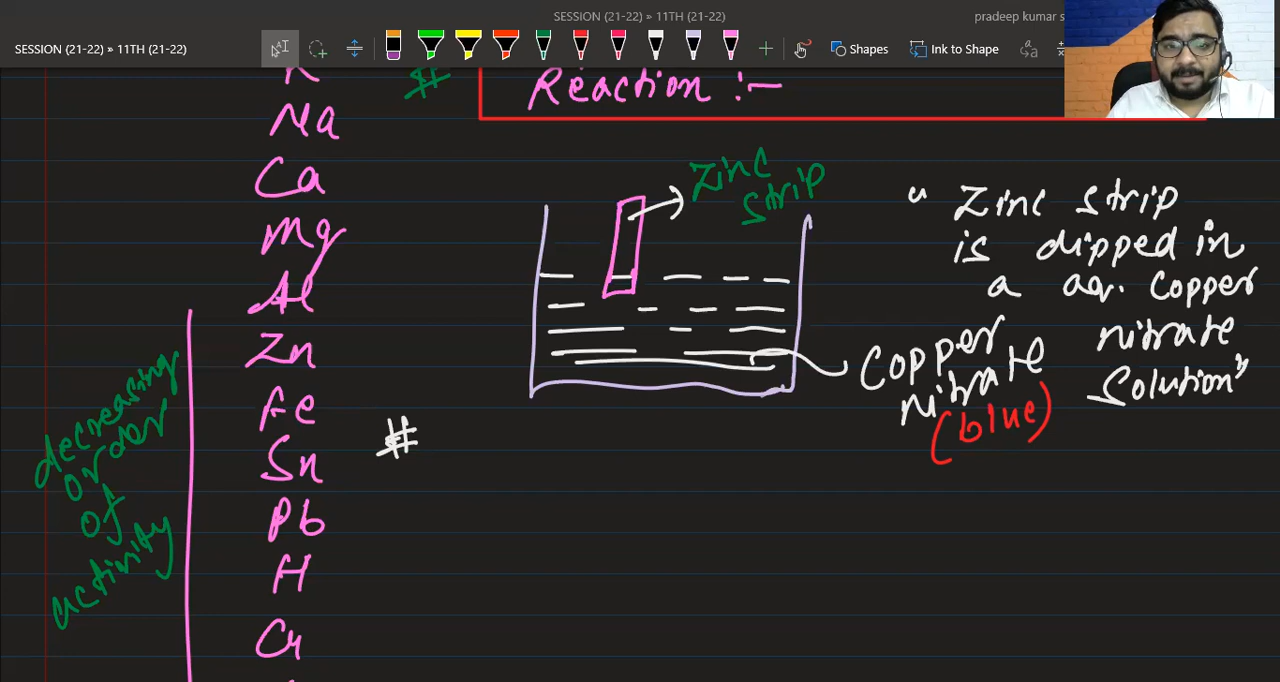 SESSION (21-22) » 11TH (21-22)
pradeep kumar s
SESSION (21-22) » 11TH (21-22)
Shapes
Ink to Shape
#
Reaction :-
Na
Ca
Mg
Al
Zn
Fe
Sn
Pb
H
Cu
decreasing
order
of
activity
#
Zinc
strip
Copper
nitrate
(blue)
" Zinc strip
is dipped in
a aq. Copper
nitrate
Solution"